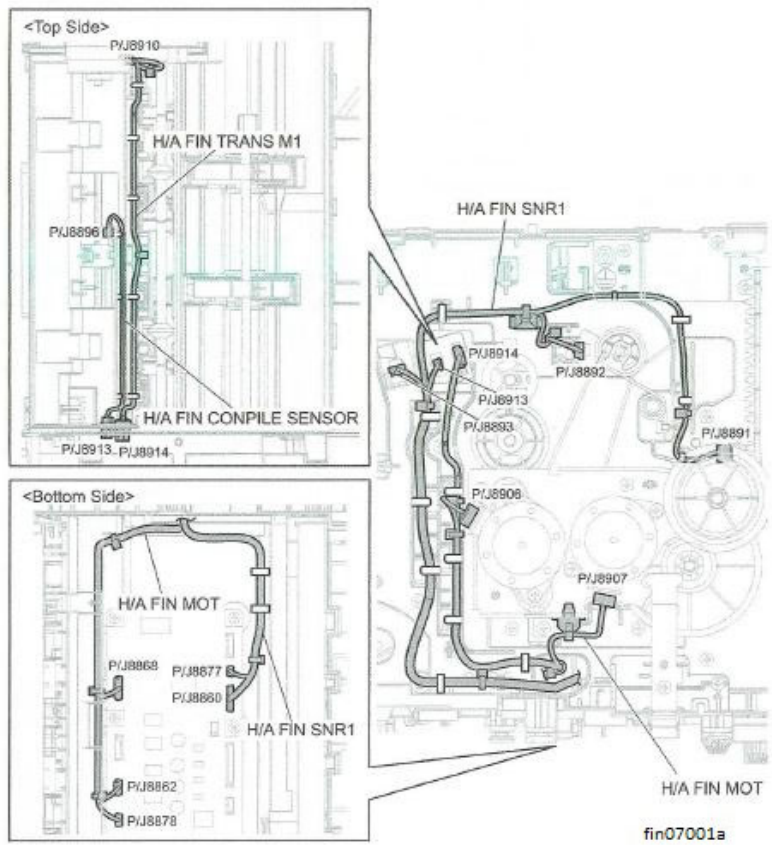 <Top Side>
P/J8910
H/A FIN TRANS M1
P/J8896
H/A FIN CONPILE SENSOR
P/J8913
P/J8914
H/A FIN SNR1
P/J8914
P/J8892
P/J8913
P/J8893
P/J8891
P/J8906
P/J8907
H/A FIN MOT
<Bottom Side>
H/A FIN MOT
P/J8868
P/J8877
P/J8860
H/A FIN SNR1
P/J8862
P/J8878
fin07001a